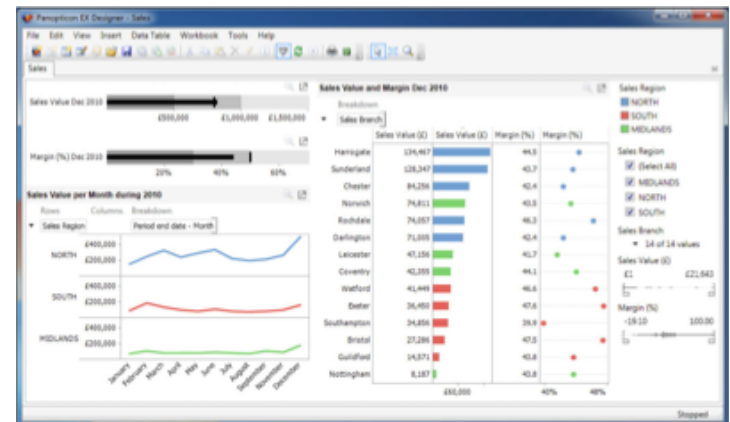 Panopticon EX Designer - Sales
File Edit View Insert Data Table Workbook Tools Help
Sales
Sales Value Dec 2010
£500,000 £1,000,000 £1,500,000
Margin (%) Dec 2010
20% 40% 60%
Sales Value per Month during 2010
Rows Columns Breakdown
Sales Region Period end date - Month
NORTH £400,000 £200,000
SOUTH £400,000 £200,000
MIDLANDS £400,000 £200,000
January February March April May June July August September November December
Sales Value and Margin Dec 2010
Breakdown
Sales Branch
Sales Value (£) Sales Value (£) Margin (%) Margin (%)
Harrogate 134,467 44.5
Sunderland 128,347 43.7
Chester 84,256 42.4
Norwich 74,811 43.5
Rochdale 74,057 46.3
Darlington 71,005 42.4
Leicester 47,156 41.7
Coventry 42,355 44.1
Watford 41,449 46.6
Exeter 36,450 47.6
Southampton 34,856 39.9
Bristol 27,286 47.5
Guildford 14,571 43.8
Nottingham 8,187 43.8
£50,000 40% 48%
Sales Region
NORTH
SOUTH
MIDLANDS
Sales Region
(Select All)
MIDLANDS
NORTH
SOUTH
Sales Branch
14 of 14 values
Sales Value (£)
£1 £21,643
Margin (%)
-19.10 100.00
Stopped